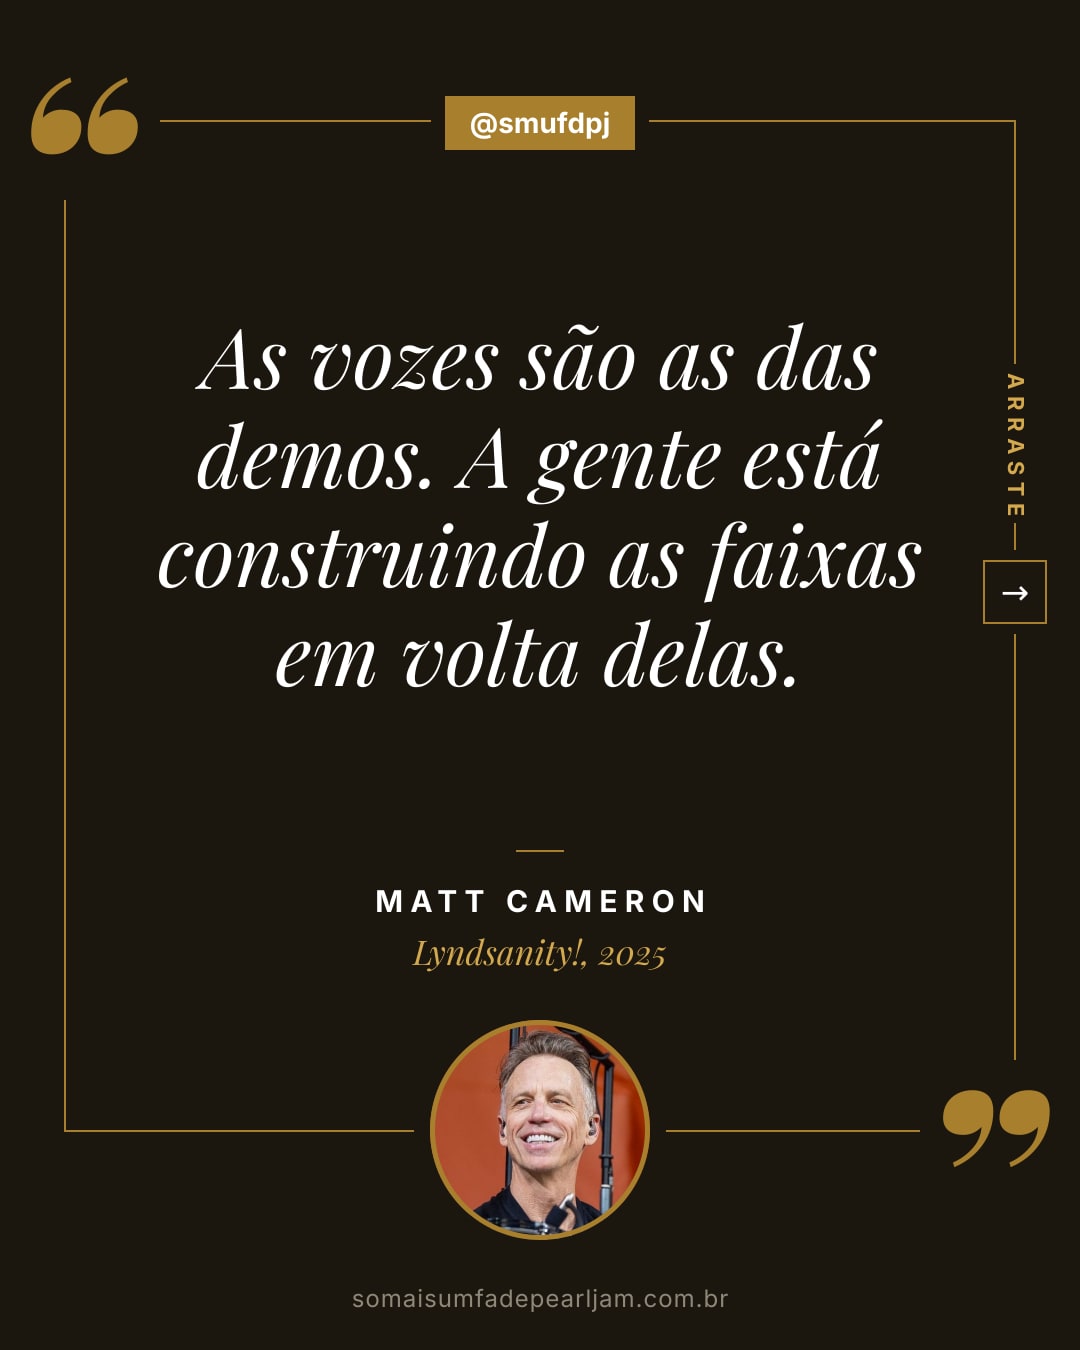 “
@smufdpj
As vozes são as das
demos. A gente está
construindo as faixas
em volta delas.
ARRASTE
→
MATT CAMERON
Lyndsanity!, 2025
”
somaisumfadepearljam.com.br